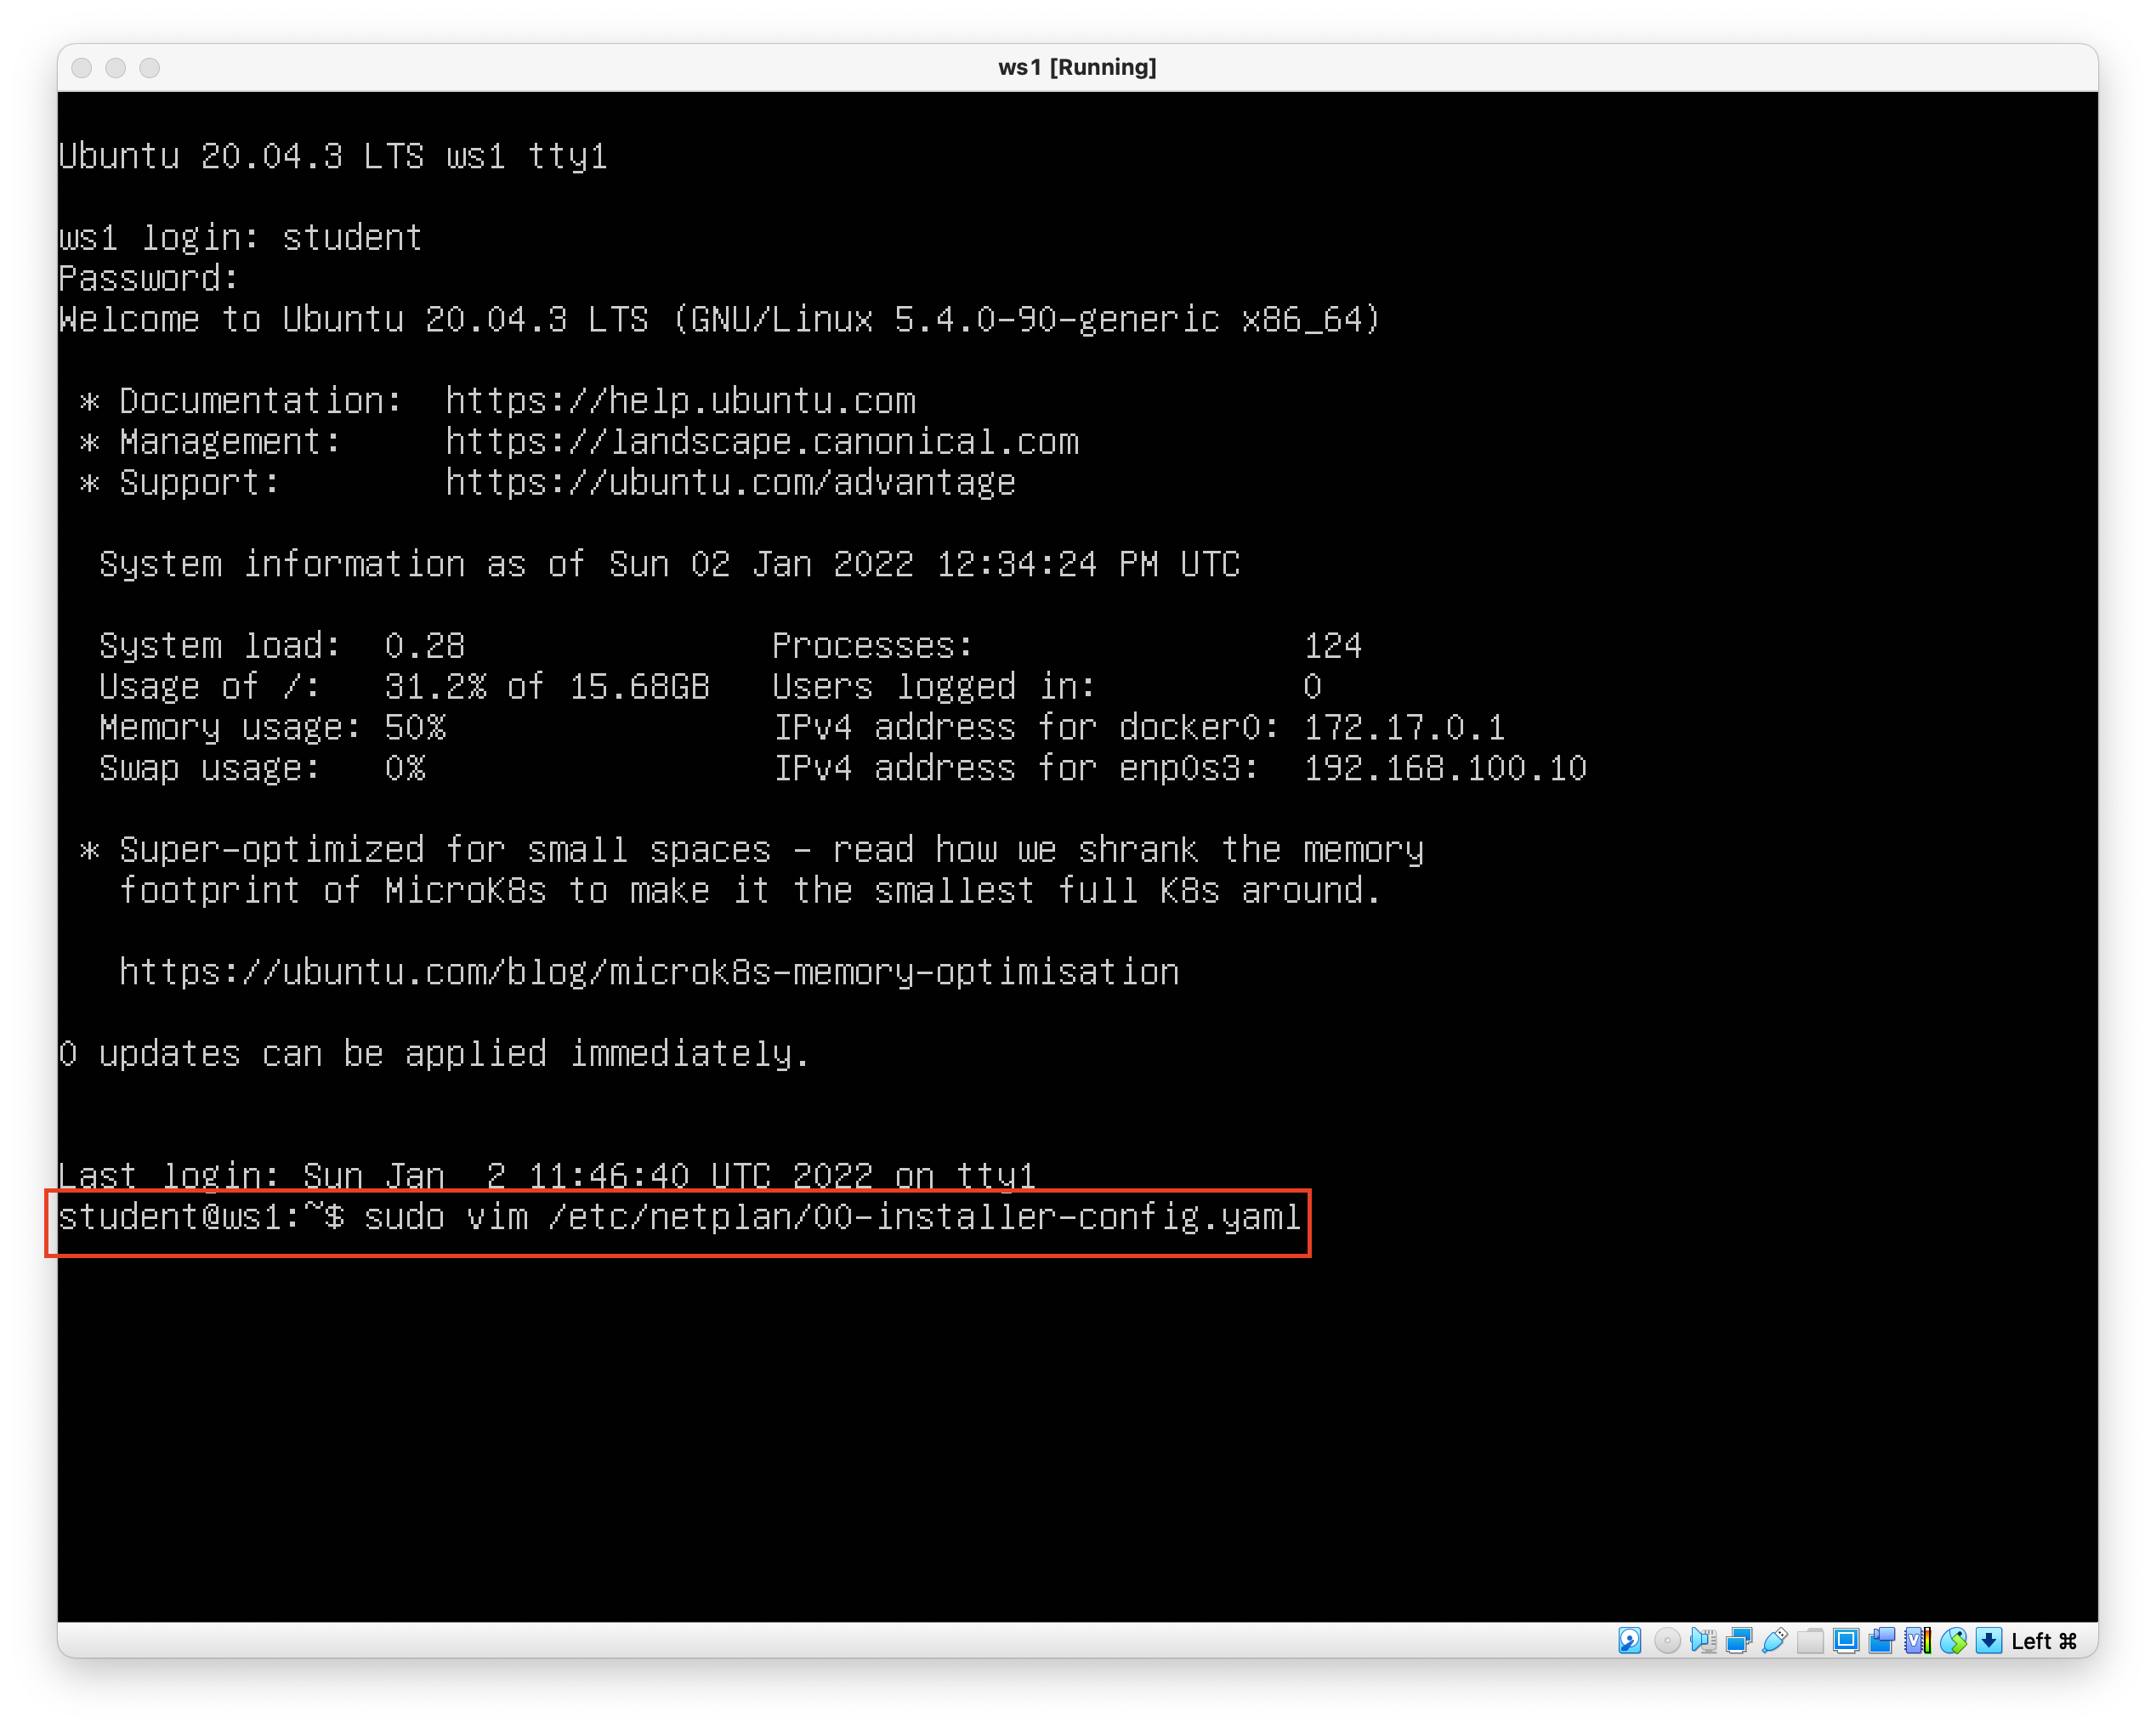 ws1 [Running]
Ubuntu 20.04.3 LTS ws1 tty1
ws1 login: student
Password:
Welcome to Ubuntu 20.04.3 LTS (GNU/Linux 5.4.0-90-generic x86_64)
* Documentation:  https://help.ubuntu.com
* Management:     https://landscape.canonical.com
* Support:        https://ubuntu.com/advantage
System information as of Sun 02 Jan 2022 12:34:24 PM UTC
System load:  0.28               Processes:                124
Usage of /:   31.2% of 15.68GB   Users logged in:          0
Memory usage: 50%                IPv4 address for docker0: 172.17.0.1
Swap usage:   0%                 IPv4 address for enp0s3:  192.168.100.10
* Super-optimized for small spaces - read how we shrank the memory
footprint of MicroK8s to make it the smallest full K8s around.
https://ubuntu.com/blog/microk8s-memory-optimisation
0 updates can be applied immediately.
Last login: Sun Jan  2 11:46:40 UTC 2022 on tty1
student@ws1:~$ sudo vim /etc/netplan/00-installer-config.yaml
Left ⌘